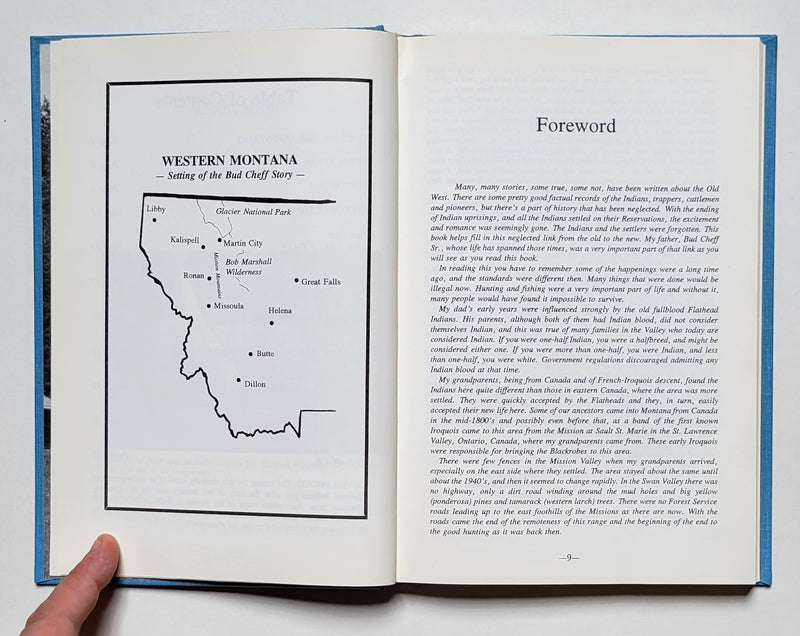 WESTERN MONTANA
— Setting of the Bud Cheff Story —
Libby
Glacier National Park
Kalispell
Martin City
Bob Marshall
Wilderness
Mission Mountains
Ronan
Great Falls
Missoula
Helena
Butte
Dillon
Foreword
Many, many stories, some true, some not, have been written about the Old
West. There are some pretty good factual records of the Indians, trappers, cattlemen
and pioneers, but there's a part of history that has been neglected. With the ending
of Indian uprisings, and all the Indians settled on their Reservations, the excitement
and romance was seemingly gone. The Indians and the settlers were forgotten. This
book helps fill in this neglected link from the old to the new. My father, Bud Cheff
Sr., whose life has spanned those times, was a very important part of that link as you
will see as you read this book.
In reading this you have to remember some of the happenings were a long time
ago, and the standards were different then. Many things that were done would be
illegal now. Hunting and fishing were a very important part of life and without it,
many people would have found it impossible to survive.
My dad's early years were influenced strongly by the old fullblood Flathead
Indians. His parents, although both of them had Indian blood, did not consider
themselves Indian, and this was true of many families in the Valley who today are
considered Indian. If you were one-half Indian, you were a halfbreed, and might be
considered either one. If you were more than one-half, you were Indian, and less
than one-half, you were white. Government regulations discouraged admitting any
Indian blood at that time.
My grandparents, being from Canada and of French-Iroquois descent, found the
Indians here quite different than those in eastern Canada, where the area was more
settled. They were quickly accepted by the Flatheads and they, in turn, easily
accepted their new life here. Some of our ancestors came into Montana from Canada
in the mid-1800's and possibly even before that, as a band of the first known
Iroquois came to this area from the Mission at Sault St. Marie in the St. Lawrence
Valley, Ontario, Canada, where my grandparents came from. These early Iroquois
were responsible for bringing the Blackrobes to this area.
There were few fences in the Mission Valley when my grandparents arrived,
especially on the east side where they settled. The area stayed about the same until
about the 1940's, and then it seemed to change rapidly. In the Swan Valley there was
no highway, only a dirt road winding around the mud holes and big yellow
(ponderosa) pines and tamarack (western larch) trees. There were no Forest Service
roads leading up to the east foothills of the Missions as there are now. With the
roads came the end of the remoteness of this range and the beginning of the end to
the good hunting as it was back then.
—9—